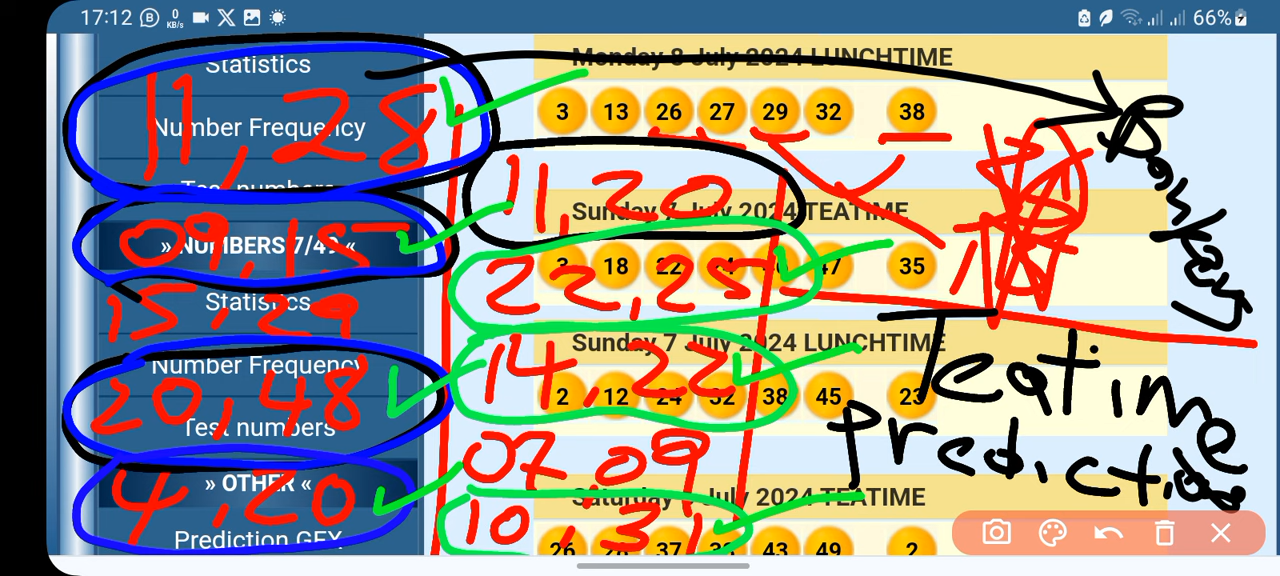 17:12 0 KB/s 66%
Statistics
11, 28
Number Frequency
09, 15
» NUMBERS 7/49 «
15, 29
Statistics
Number Frequency
20, 48
Test numbers
» OTHER «
4, 20
Prediction GFX
Monday 8 July 2024 LUNCHTIME
3 13 26 27 29 32 38
11, 20
Sunday 7 July 2024 TEATIME
3 18 22 47 35
22, 25
Sunday 7 July 2024 LUNCHTIME
14, 22
2 12 24 32 38 45 23
07, 09
Saturday July 2024 TEATIME
10, 31
26 37 43 49 2
Teatime
Prediction